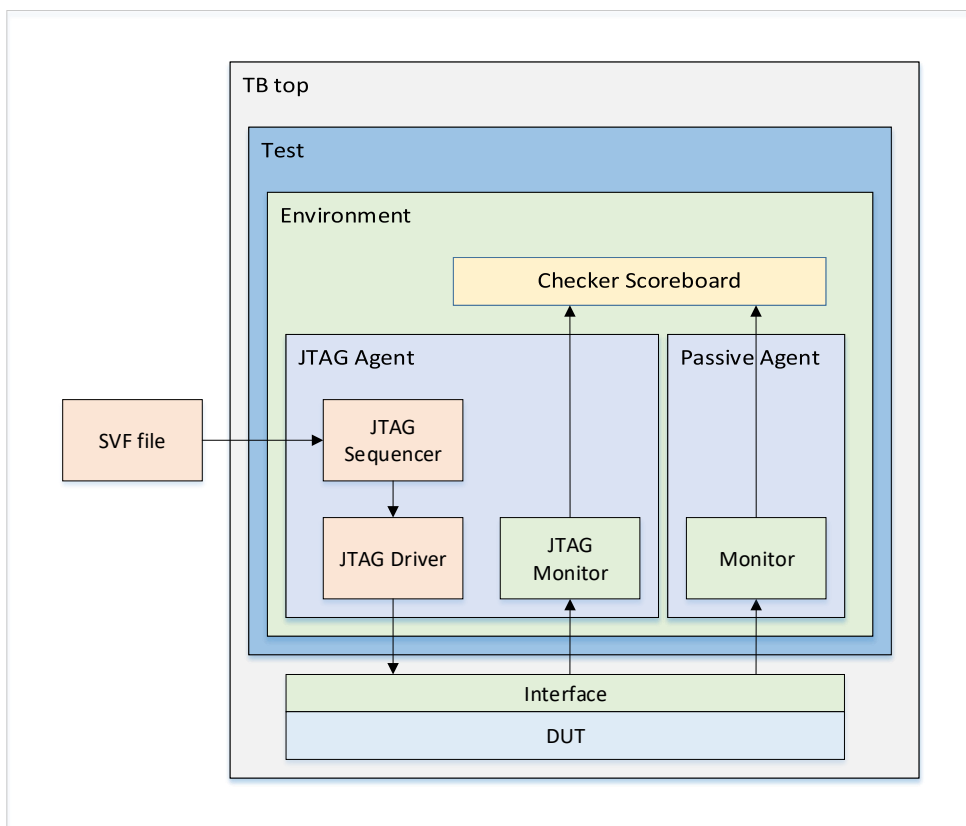 TB top
Test
Environment
Checker Scoreboard
JTAG Agent
Passive Agent
SVF file
JTAG
Sequencer
JTAG Driver
JTAG
Monitor
Monitor
Interface
DUT